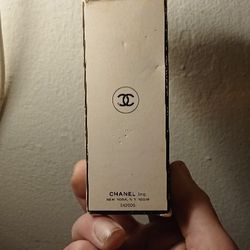 CHANEL, Inc.
NEW YORK, N.Y. 10019